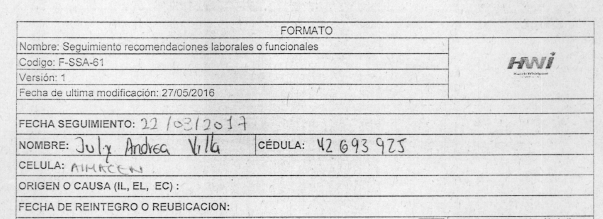 FORMATO
Nombre: Seguimiento recomendaciones laborales o funcionales
Codigo: F-SSA-61
Versión: 1
Fecha de ultima modificación: 27/05/2016
HWI
FECHA SEGUIMIENTO: 22/03/2017
NOMBRE: July Andrea Villa CÉDULA: 42 693 925
CELULA: AlMACEN
ORIGEN O CAUSA (IL, EL, EC) :
FECHA DE REINTEGRO O REUBICACION: